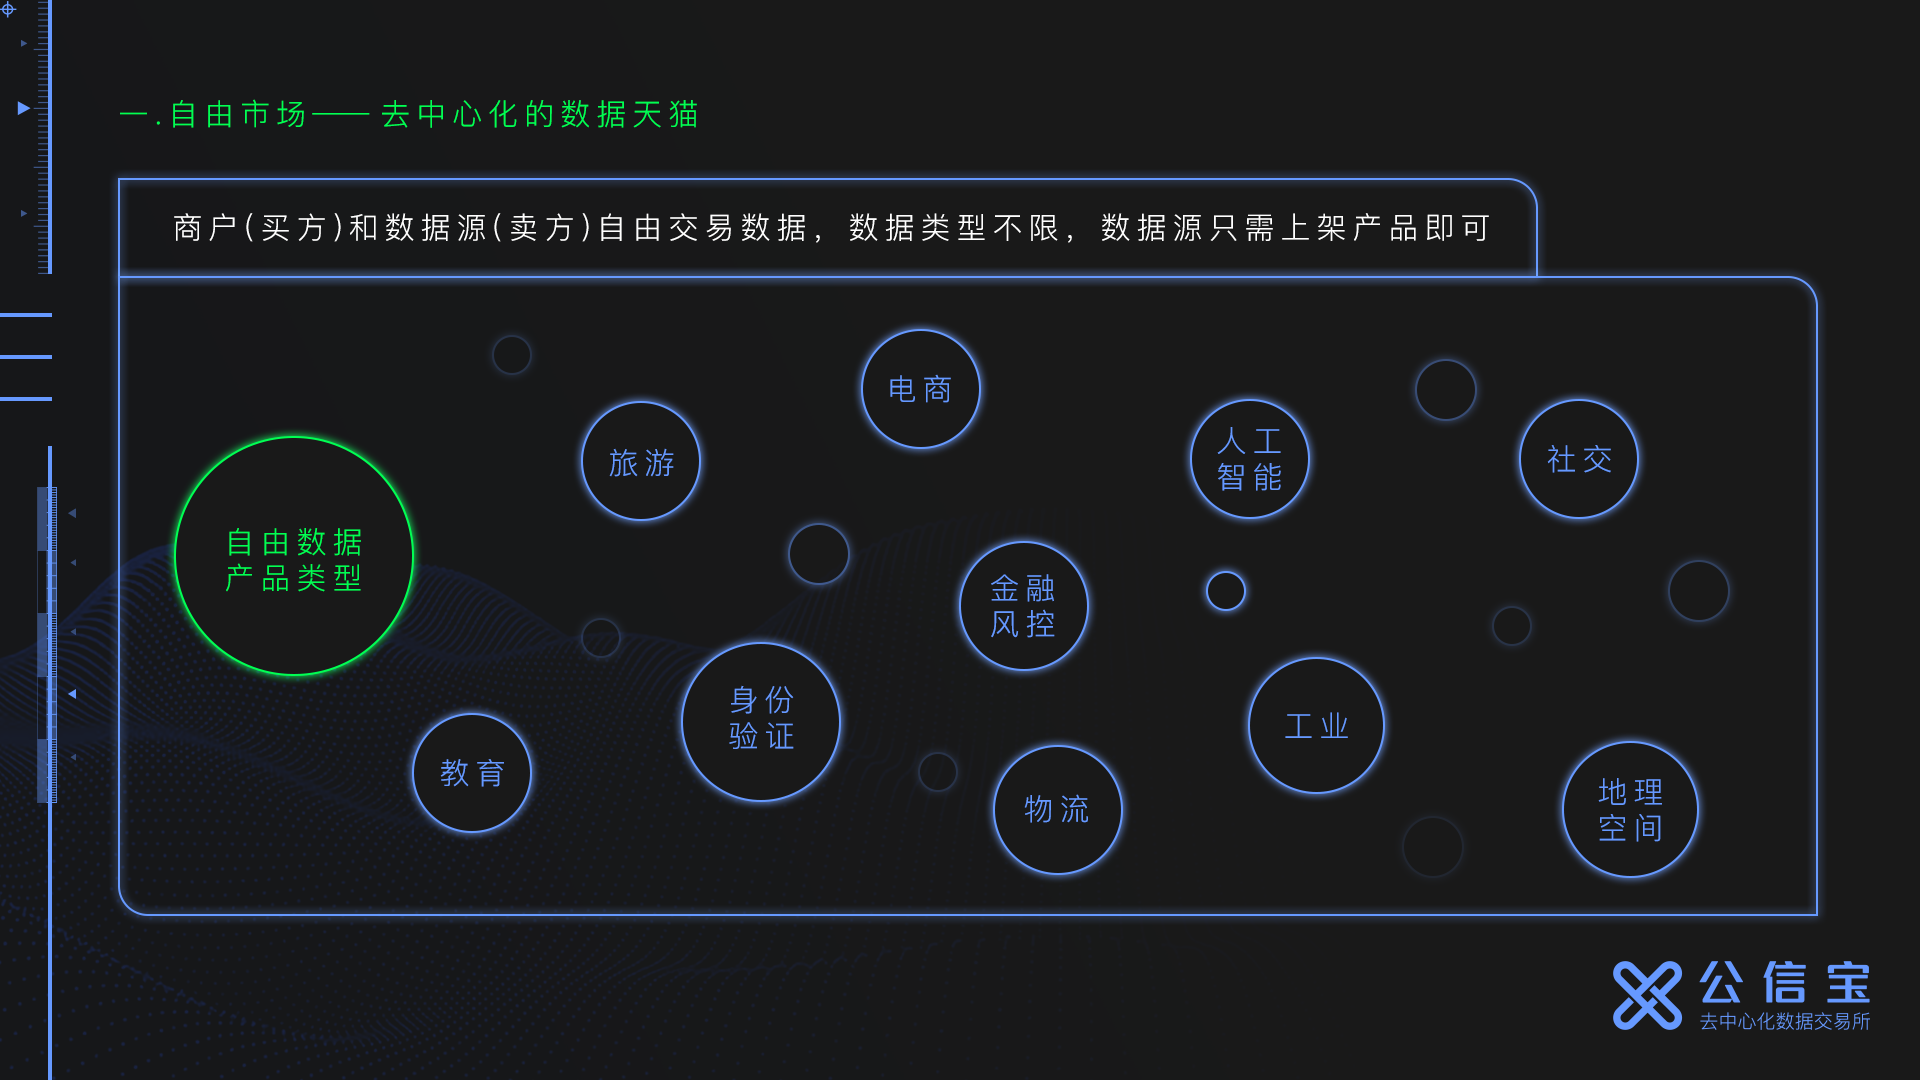 一.自由市场—— 去中心化的数据天猫
商户(买方)和数据源(卖方)自由交易数据，数据类型不限，数据源只需上架产品即可
电商
旅游
人工
智能
社交
自由数据
产品类型
金融
风控
身份
验证
工业
教育
物流
地理
空间
公信宝
去中心化数据交易所